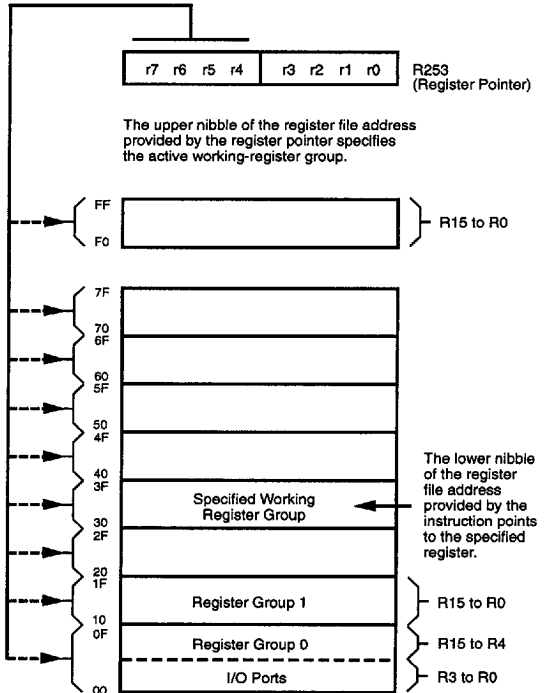 r7 r6 r5 r4 r3 r2 r1 r0
R253
(Register Pointer)
The upper nibble of the register file address
provided by the register pointer specifies
the active working-register group.
FF
R15 to R0
F0
7F
70
6F
60
5F
50
4F
40
3F
Specified Working
Register Group
30
The lower nibble
of the register
file address
provided by the
instruction points
to the specified
register.
2F
20
1F
Register Group 1
R15 to R0
10
0F
Register Group 0
R15 to R4
I/O Ports
R3 to R0
00